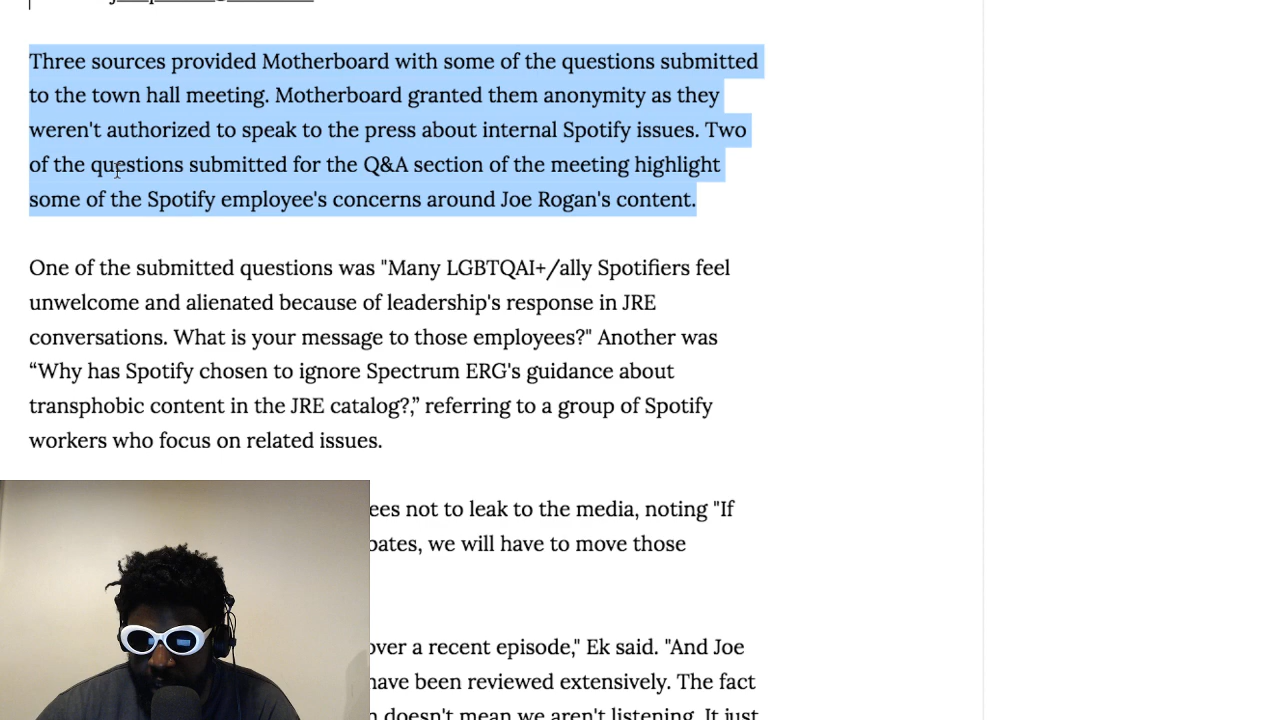 Three sources provided Motherboard with some of the questions submitted
to the town hall meeting. Motherboard granted them anonymity as they
weren't authorized to speak to the press about internal Spotify issues. Two
of the questions submitted for the Q&A section of the meeting highlight
some of the Spotify employee's concerns around Joe Rogan's content.
One of the submitted questions was "Many LGBTQAI+/ally Spotifiers feel
unwelcome and alienated because of leadership's response in JRE
conversations. What is your message to those employees?" Another was
“Why has Spotify chosen to ignore Spectrum ERG's guidance about
transphobic content in the JRE catalog?,” referring to a group of Spotify
workers who focus on related issues.
not to leak to the media, noting "If
we will have to move those
over a recent episode," Ek said. "And Joe
have been reviewed extensively. The fact
doesn't mean we aren't listening. It just